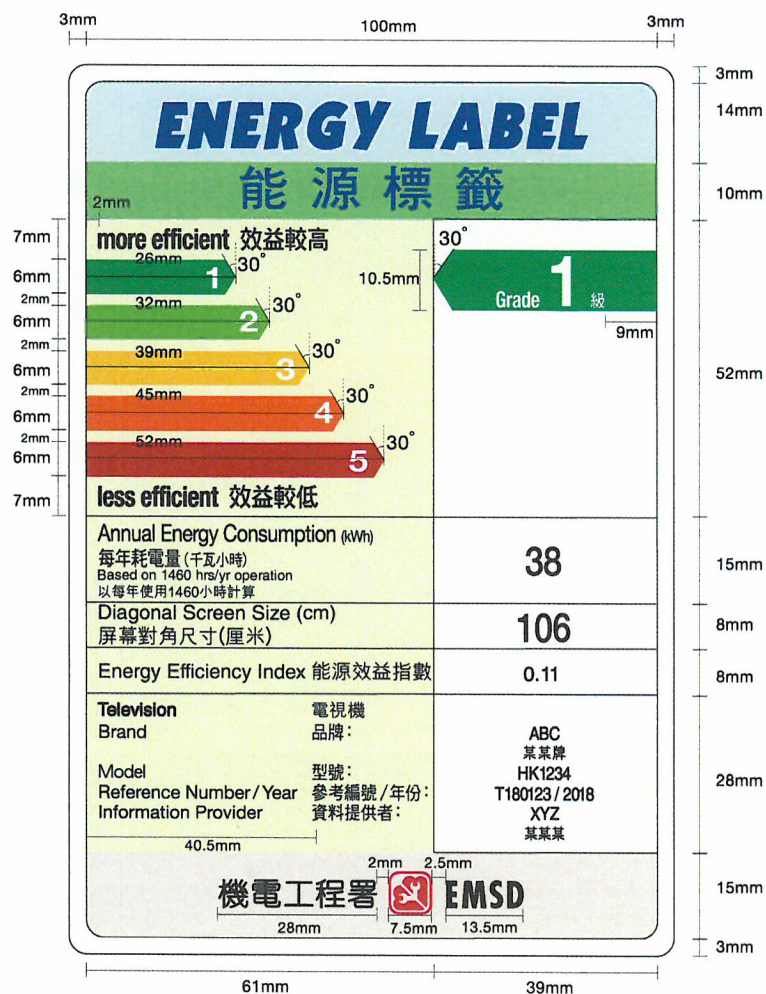 3mm
100mm
3mm
3mm
ENERGY LABEL
14mm
能源標籤
10mm
2mm
7mm
more efficient 效益較高
30°
26mm
30°
6mm
1
10.5mm
Grade 1 級
2mm
32mm
30°
9mm
6mm
2
2mm
39mm
30°
6mm
3
52mm
2mm
45mm
30°
6mm
4
2mm
52mm
30°
6mm
5
7mm
less efficient 效益較低
Annual Energy Consumption (kWh)
每年耗電量 (千瓦小時)
38
15mm
Based on 1460 hrs/yr operation
以每年使用1460小時計算
Diagonal Screen Size (cm)
106
8mm
屏幕對角尺寸(厘米)
Energy Efficiency Index 能源效益指數
0.11
8mm
Television 電視機
Brand 品牌：
ABC
某某牌
Model 型號：
HK1234
28mm
Reference Number / Year 參考編號 / 年份：
T180123 / 2018
Information Provider 資料提供者：
XYZ
某某某
40.5mm
2mm
2.5mm
機電工程署 EMSD
15mm
28mm
7.5mm
13.5mm
3mm
61mm
39mm